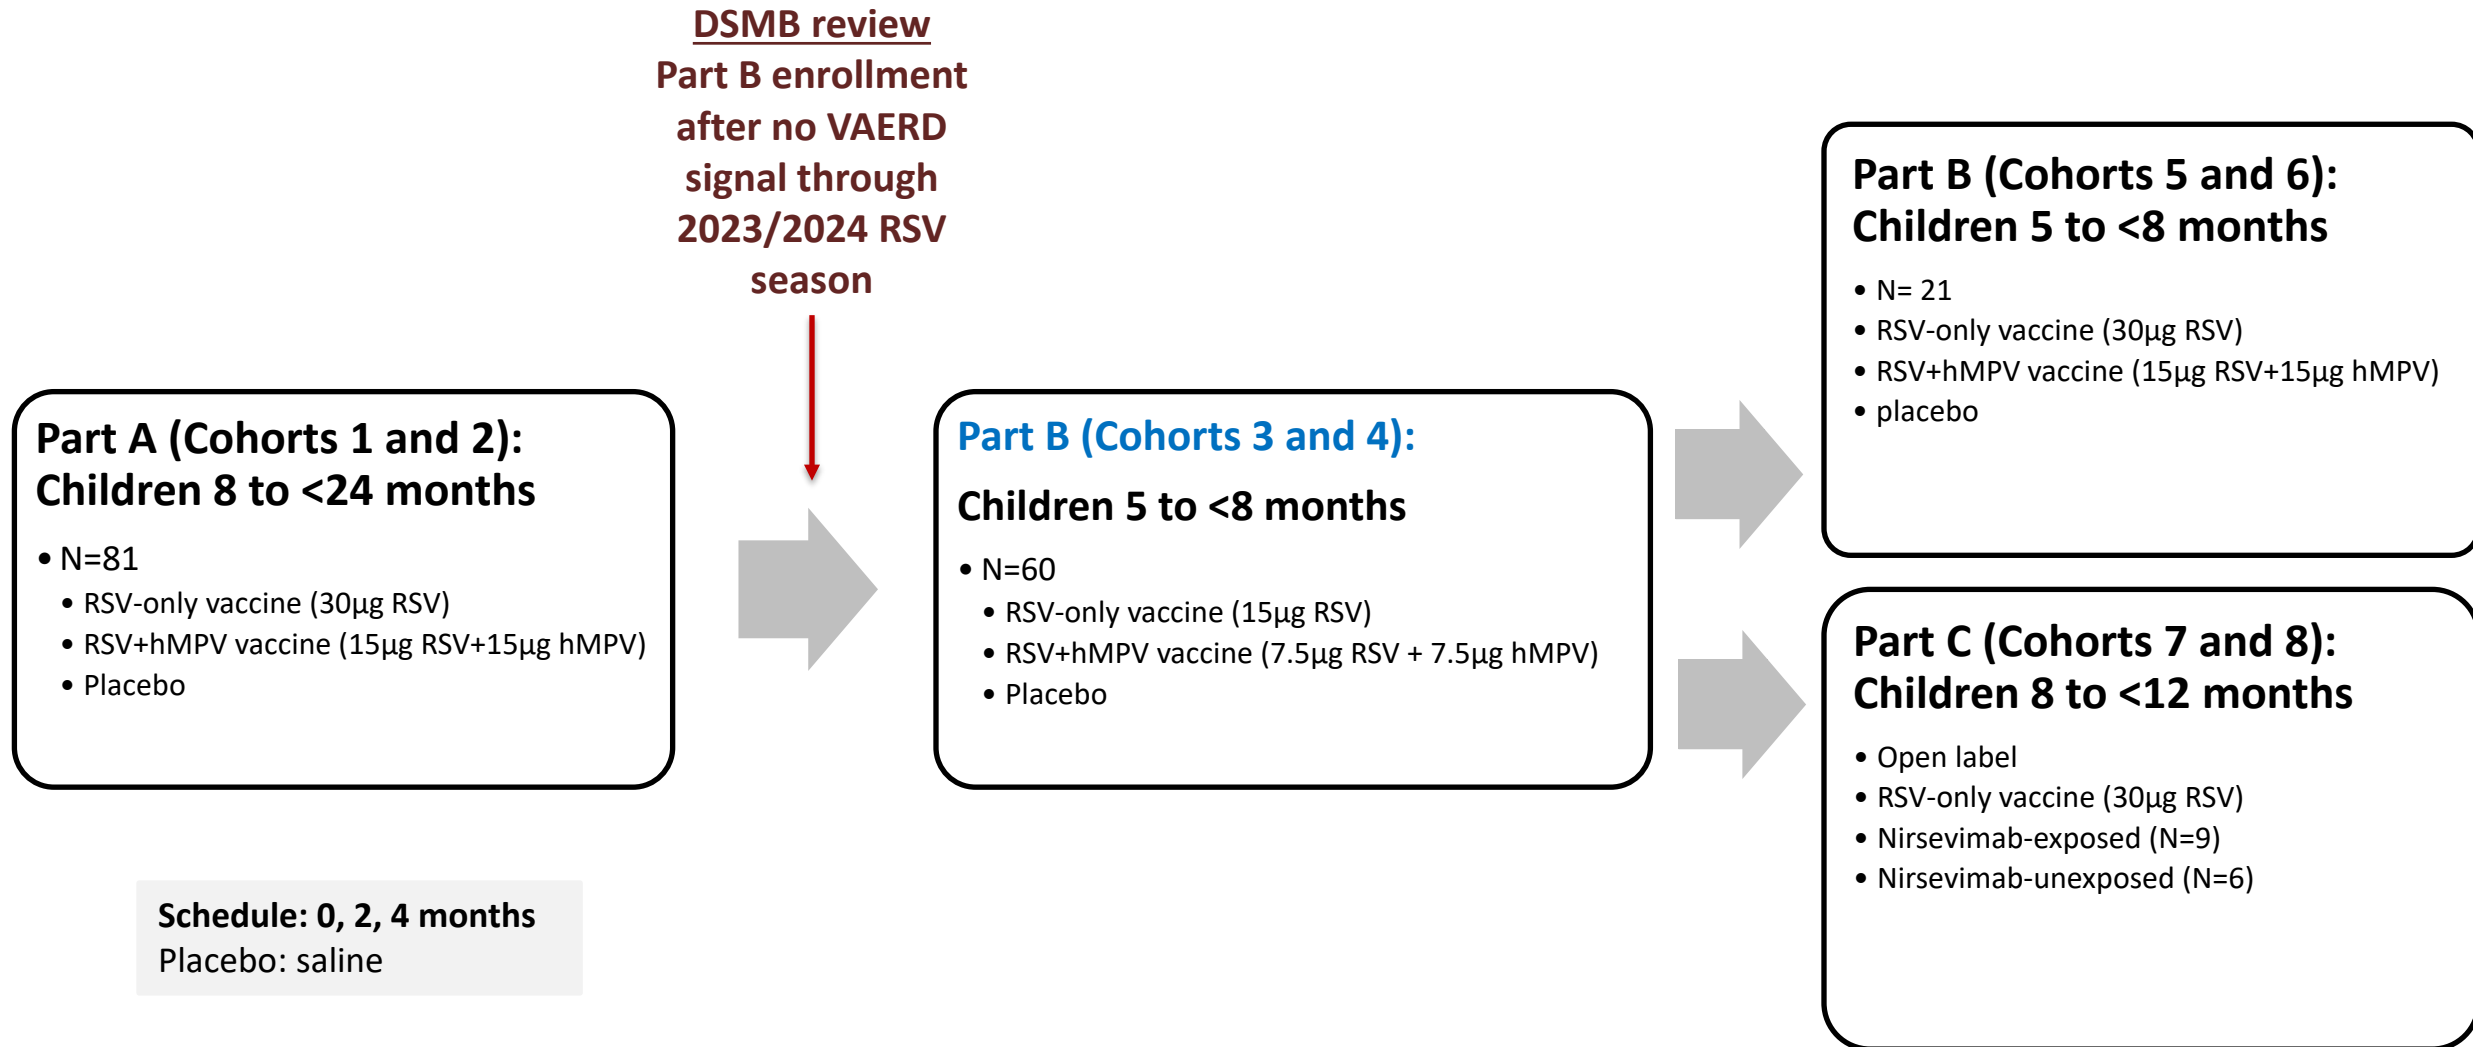 DSMB review
Part B enrollment
after no VAERD
signal through
2023/2024 RSV
season
Part A (Cohorts 1 and 2):
Children 8 to <24 months
• N=81
• RSV-only vaccine (30µg RSV)
• RSV+hMPV vaccine (15µg RSV+15µg hMPV)
• Placebo
Part B (Cohorts 3 and 4):
Children 5 to <8 months
• N=60
• RSV-only vaccine (15µg RSV)
• RSV+hMPV vaccine (7.5µg RSV + 7.5µg hMPV)
• Placebo
Part B (Cohorts 5 and 6):
Children 5 to <8 months
• N= 21
• RSV-only vaccine (30µg RSV)
• RSV+hMPV vaccine (15µg RSV+15µg hMPV)
• placebo
Part C (Cohorts 7 and 8):
Children 8 to <12 months
• Open label
• RSV-only vaccine (30µg RSV)
• Nirsevimab-exposed (N=9)
• Nirsevimab-unexposed (N=6)
Schedule: 0, 2, 4 months
Placebo: saline